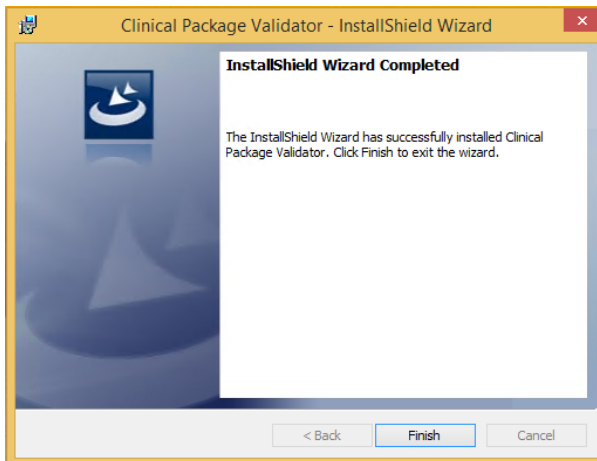 Clinical Package Validator - InstallShield Wizard
InstallShield Wizard Completed
The InstallShield Wizard has successfully installed Clinical
Package Validator. Click Finish to exit the wizard.
< Back Finish Cancel